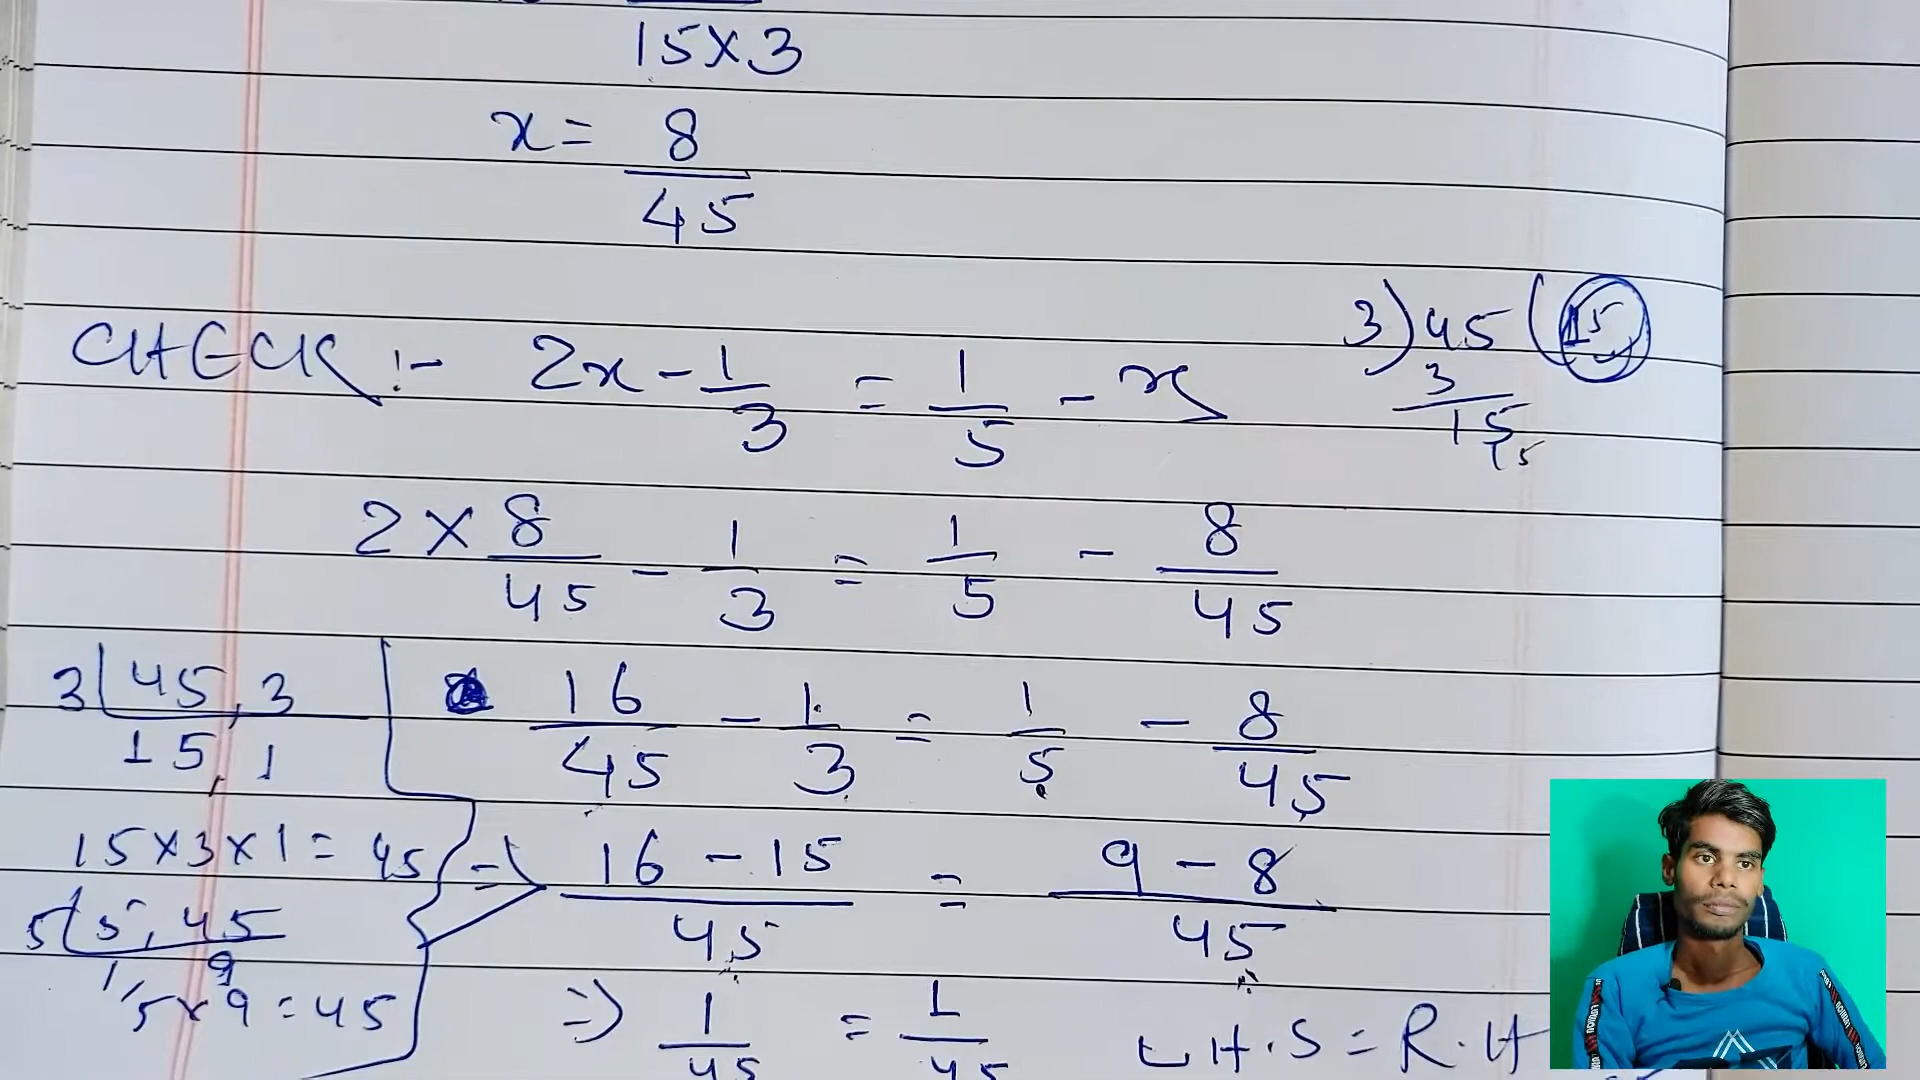 15×3
x = 8/45
3)45(15
3
15
15
CHECK :- 2x - 1/3 = 1/5 - x
2 × 8/45 - 1/3 = 1/5 - 8/45
3 | 45, 3
15, 1
16/45 - 1/3 = 1/5 - 8/45
15×3×1 = 45
⇒ 16 - 15/45 = 9 - 8/45
5 | 5, 45
1, 9
5×9 = 45
⇒ 1/45 = 1/45 L.H.S = R.H